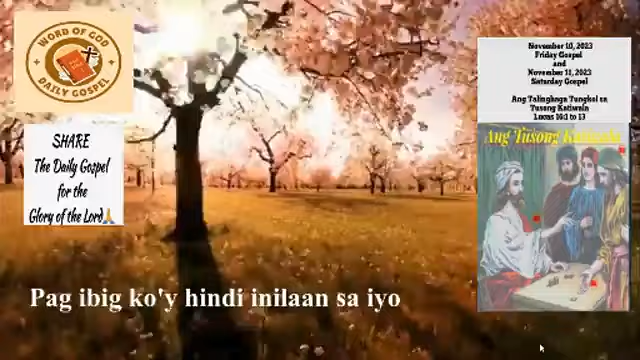 WORD OF GOD
DAILY GOSPEL
SHARE
The Daily Gospel
for the
Glory of the Lord🙏
November 10, 2023
Friday Gospel
and
November 11, 2023
Saturday Gospel
Ang Talinghaga Tungkol sa
Tusong Katiwala
Lucas 16:1 to 13
Ang Tusong Katiwala
Pag ibig ko'y hindi inilaan sa iyo